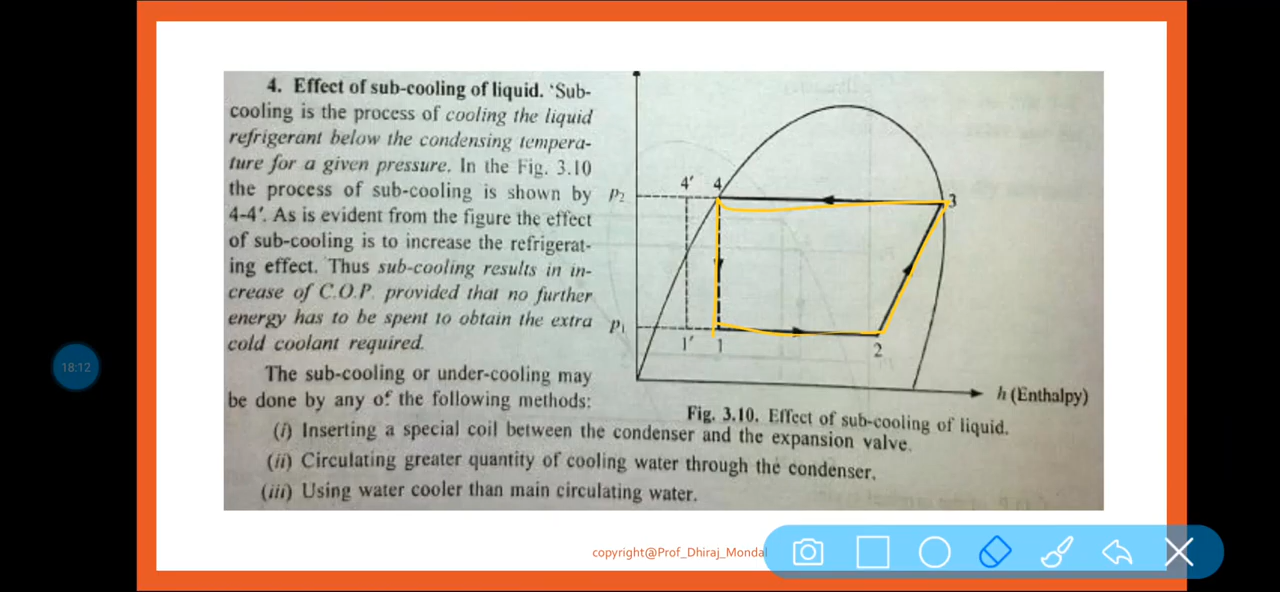 4. Effect of sub-cooling of liquid. 'Sub-
cooling is the process of cooling the liquid
refrigerant below the condensing tempera-
ture for a given pressure. In the Fig. 3.10
the process of sub-cooling is shown by
4-4'. As is evident from the figure the effect
of sub-cooling is to increase the refrigerat-
ing effect. Thus sub-cooling results in in-
crease of C.O.P. provided that no further
energy has to be spent to obtain the extra
cold coolant required.
The sub-cooling or under-cooling may
be done by any of the following methods:
(i) Inserting a special coil between the condenser and the expansion valve.
(ii) Circulating greater quantity of cooling water through the condenser.
(iii) Using water cooler than main circulating water.
p2
4'
4
3
p1
1'
1
2
h (Enthalpy)
Fig. 3.10. Effect of sub-cooling of liquid.
18:12
copyright@Prof_Dhiraj_Mondal